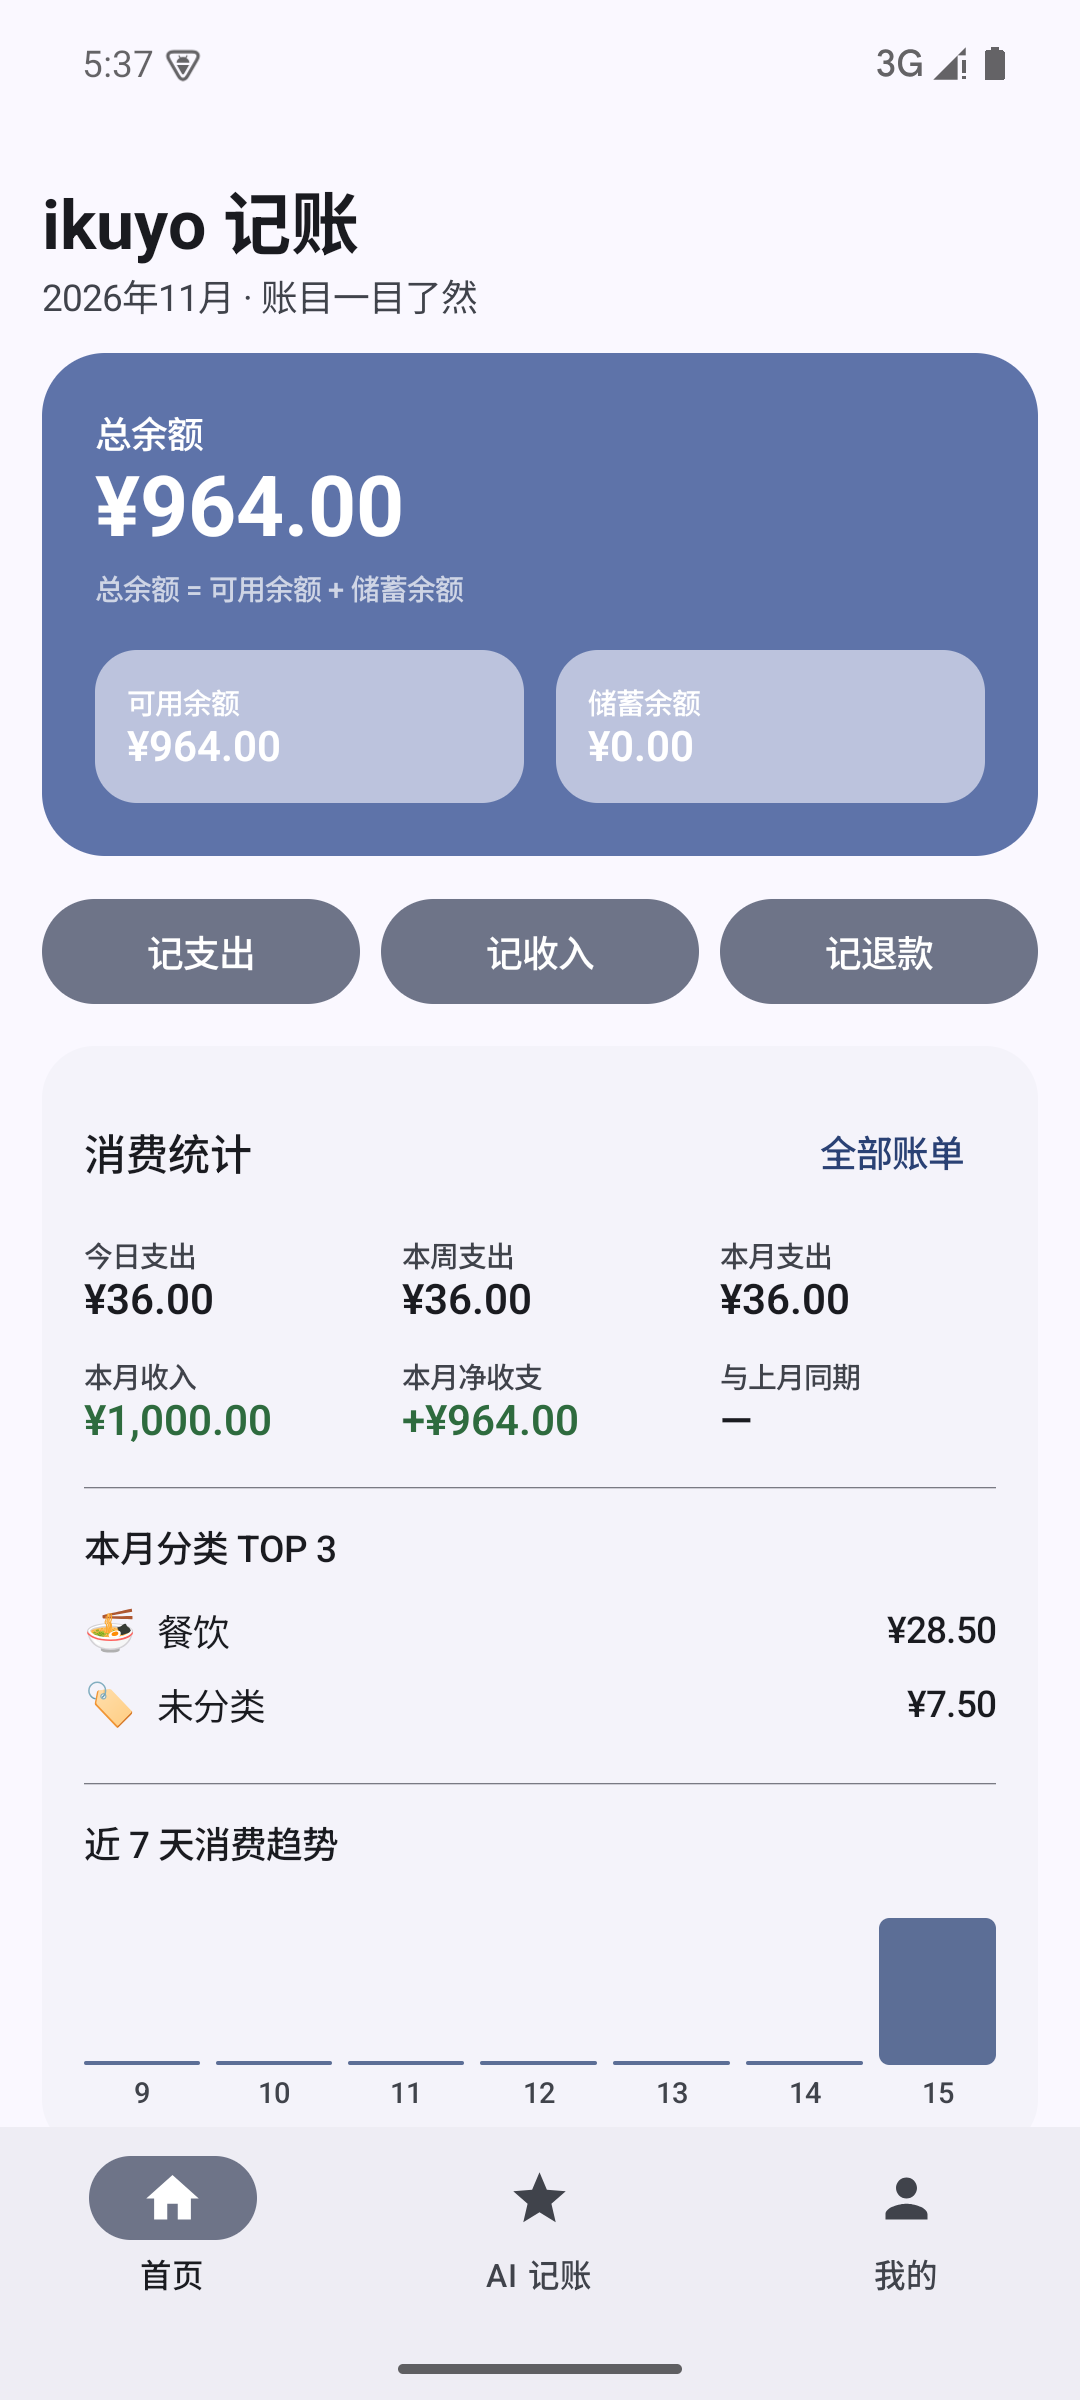 5:37
3G
ikuyo 记账
2026年11月 · 账目一目了然
总余额
¥964.00
总余额 = 可用余额 + 储蓄余额
可用余额
¥964.00
储蓄余额
¥0.00
记支出
记收入
记退款
消费统计
全部账单
今日支出
¥36.00
本周支出
¥36.00
本月支出
¥36.00
本月收入
¥1,000.00
本月净收支
+¥964.00
与上月同期
—
本月分类 TOP 3
餐饮
¥28.50
未分类
¥7.50
近 7 天消费趋势
9
10
11
12
13
14
15
首页
AI 记账
我的